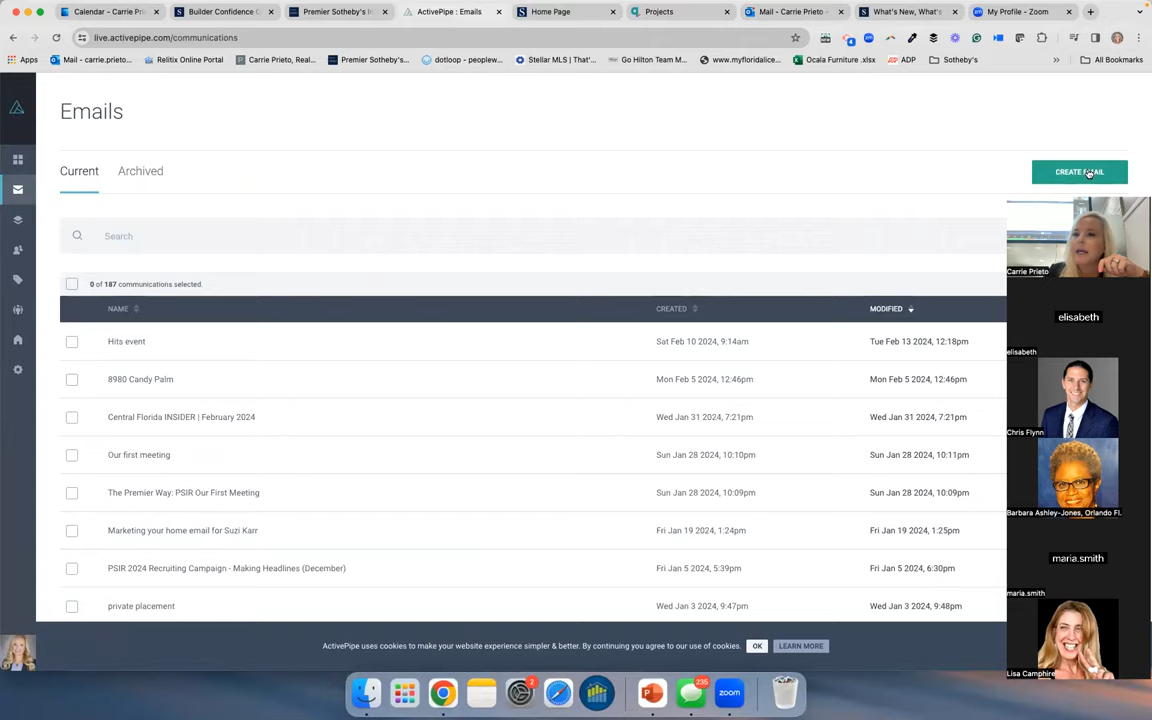 Calendar - Carrie Pri
Builder Confidence
Premier Sotheby's In
ActivePipe : Emails
Home Page
Projects
Mail - Carrie Prieto -
What's New, What's
My Profile - Zoom
live.activepipe.com/communications
Apps
Mail - carrie.prieto...
Relitix Online Portal
Carrie Prieto, Real...
Premier Sotheby's...
dotloop - peoplew...
Stellar MLS | "That'...
Go Hilton Team M...
www.myfloridalice...
Ocala Furniture .xlsx
ADP
Sotheby's
All Bookmarks
Emails
Current
Archived
CREATE EMAIL
Search
0 of 187 communications selected.
NAME
CREATED
MODIFIED
Hits event
Sat Feb 10 2024, 9:14am
Tue Feb 13 2024, 12:18pm
8980 Candy Palm
Mon Feb 5 2024, 12:46pm
Mon Feb 5 2024, 12:46pm
Central Florida INSIDER | February 2024
Wed Jan 31 2024, 7:21pm
Wed Jan 31 2024, 7:21pm
Our first meeting
Sun Jan 28 2024, 10:10pm
Sun Jan 28 2024, 10:11pm
The Premier Way: PSIR Our First Meeting
Sun Jan 28 2024, 10:09pm
Sun Jan 28 2024, 10:09pm
Marketing your home email for Suzi Karr
Fri Jan 19 2024, 1:24pm
Fri Jan 19 2024, 1:25pm
PSIR 2024 Recruiting Campaign - Making Headlines (December)
Fri Jan 5 2024, 5:39pm
Fri Jan 5 2024, 6:30pm
private placement
Wed Jan 3 2024, 9:47pm
Wed Jan 3 2024, 9:48pm
ActivePipe uses cookies to make your website experience simpler & better. By continuing you agree to our use of cookies.
OK
LEARN MORE
Carrie Prieto
elisabeth
elisabeth
Chris Flynn
Barbara Ashley-Jones, Orlando Fl.
maria.smith
maria.smith
Lisa Camphire
2
235
zoom